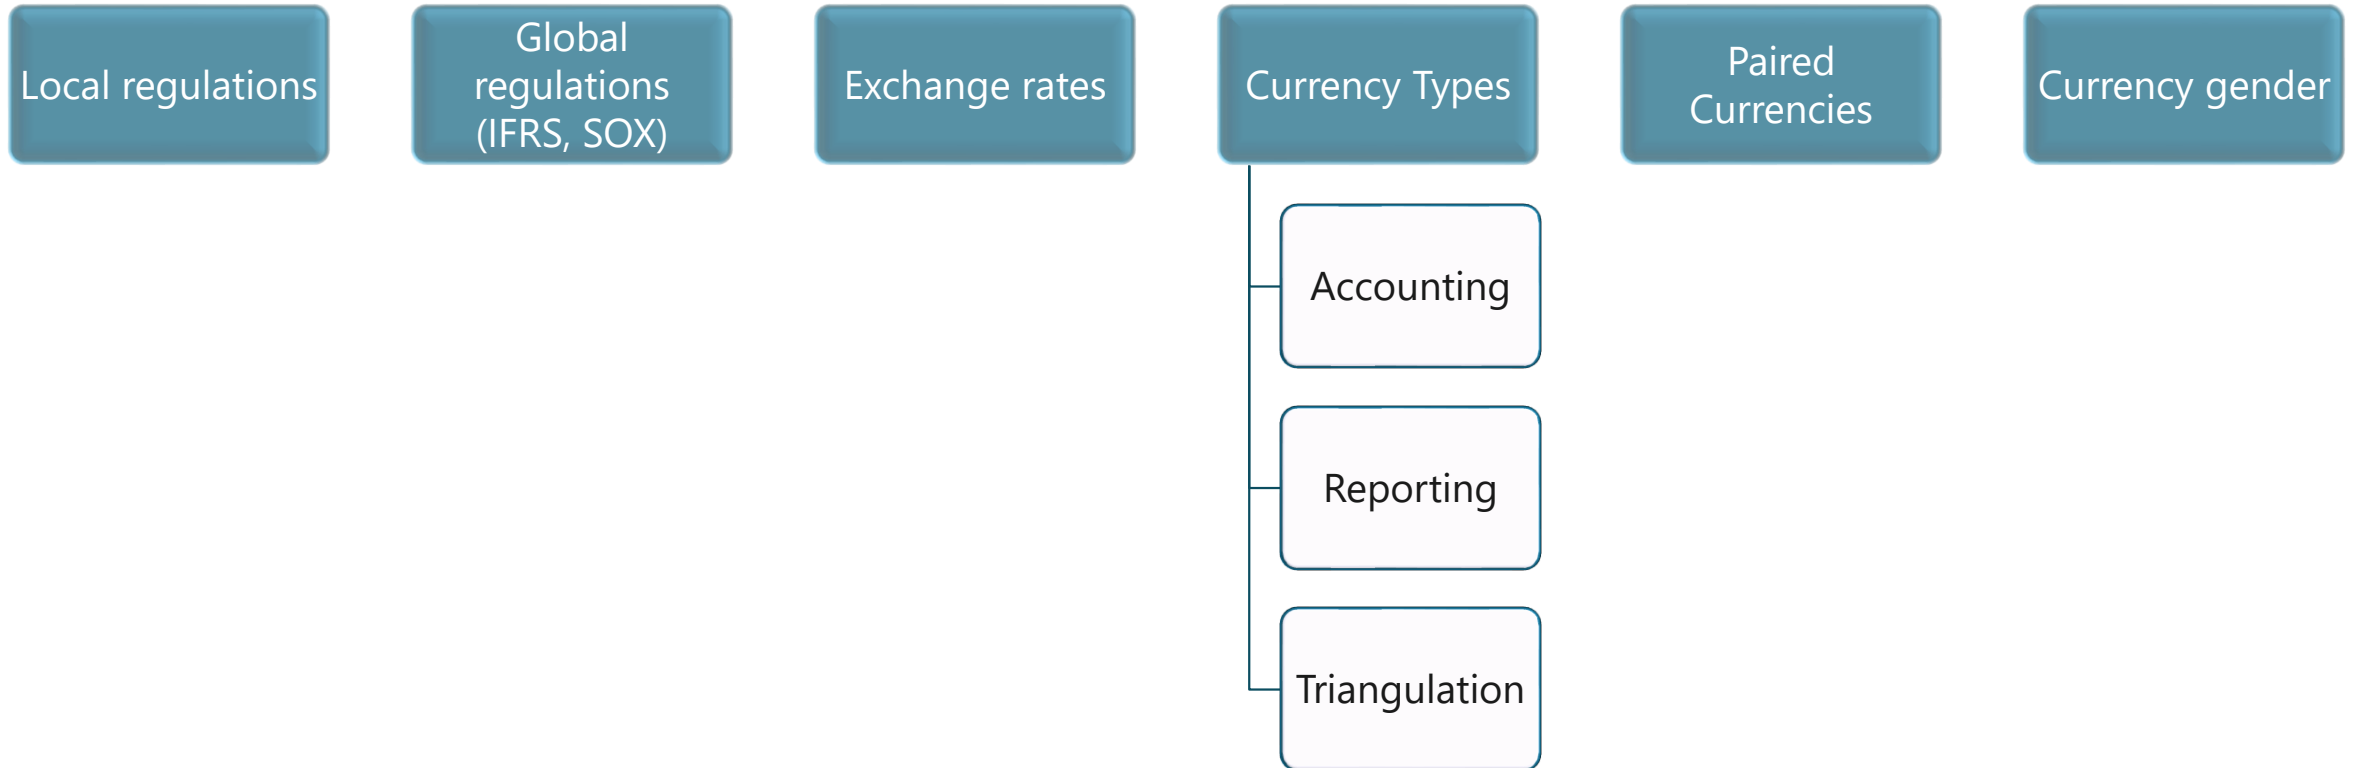 Local regulations
Global
regulations
(IFRS, SOX)
Exchange rates
Currency Types
Paired
Currencies
Currency gender
Accounting
Reporting
Triangulation